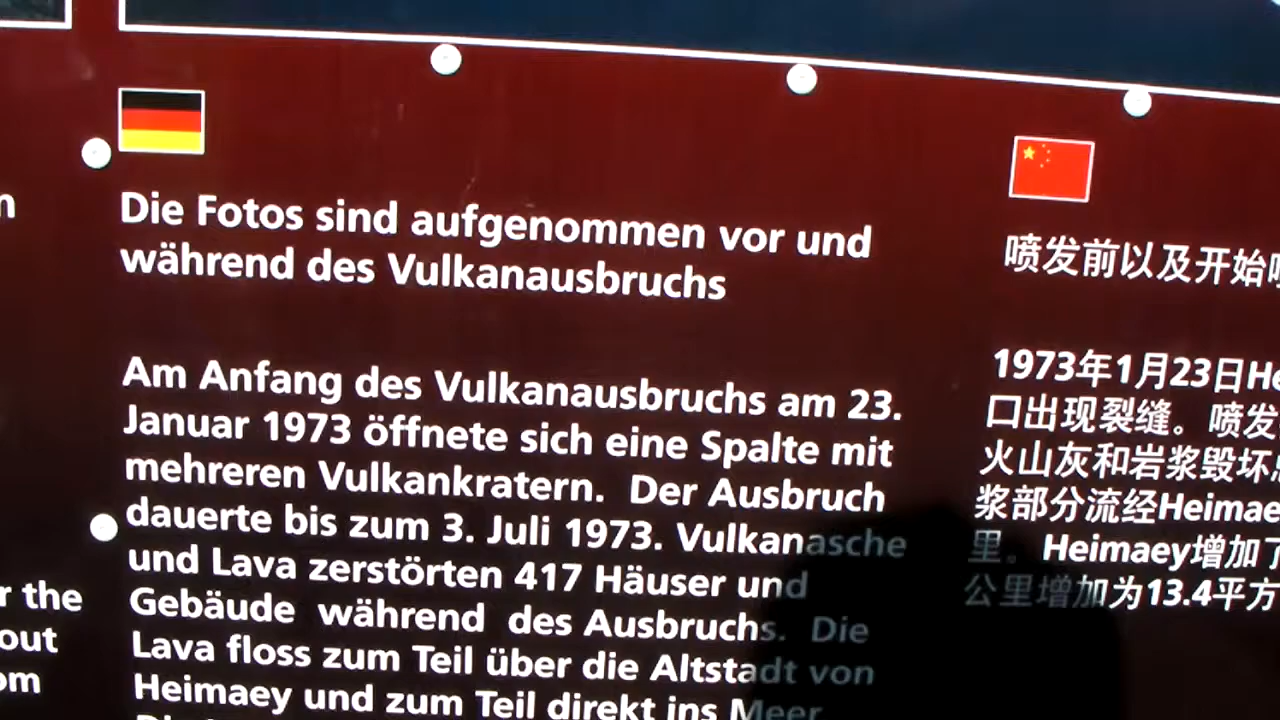 Die Fotos sind aufgenommen vor und
während des Vulkanausbruchs
Am Anfang des Vulkanausbruchs am 23.
Januar 1973 öffnete sich eine Spalte mit
mehreren Vulkankratern. Der Ausbruch
dauerte bis zum 3. Juli 1973. Vulkanasche
und Lava zerstörten 417 Häuser und
Gebäude während des Ausbruchs. Die
Lava floss zum Teil über die Altstadt von
Heimaey und zum Teil direkt ins Meer
喷发前以及开始
1973年1月23日He
口出现裂缝。喷发
火山灰和岩浆毁坏
浆部分流经Heimae
里。 Heimaey增加了
公里增加为13.4平方
r the
out
om